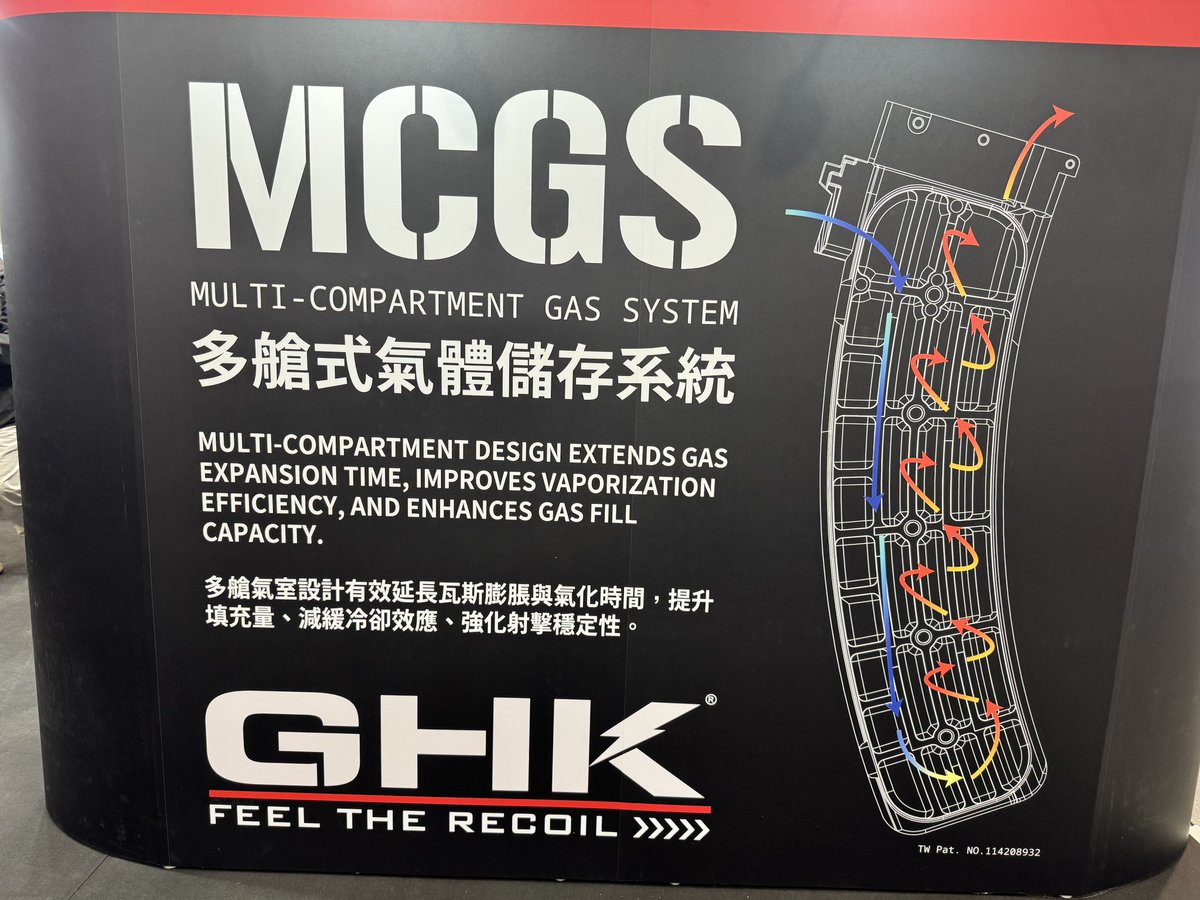 MCGS
MULTI-COMPARTMENT GAS SYSTEM
多艙式氣體儲存系統
MULTI-COMPARTMENT DESIGN EXTENDS GAS
EXPANSION TIME, IMPROVES VAPORIZATION
EFFICIENCY, AND ENHANCES GAS FILL
CAPACITY.
多艙氣室設計有效延長瓦斯膨脹與氣化時間，提升
填充量、減緩冷卻效應、強化射擊穩定性。
GHK®
FEEL THE RECOIL
TW Pat. NO.114208932